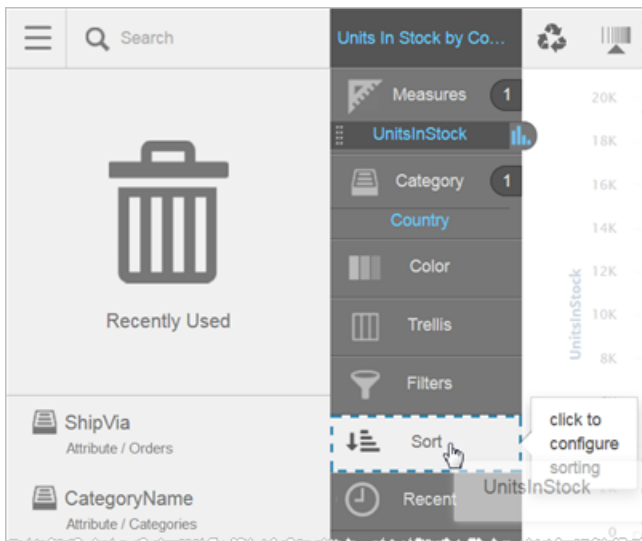 Search
Units In Stock by Co...
Measures 1
UnitsInStock
Category 1
Country
Color
Trellis
Filters
Sort
Recent
Recently Used
ShipVia
Attribute / Orders
CategoryName
Attribute / Categories
20K
18K
16K
14K
12K
10K
8K
UnitsInStock
click to
configure
sorting
UnitsInStock
0